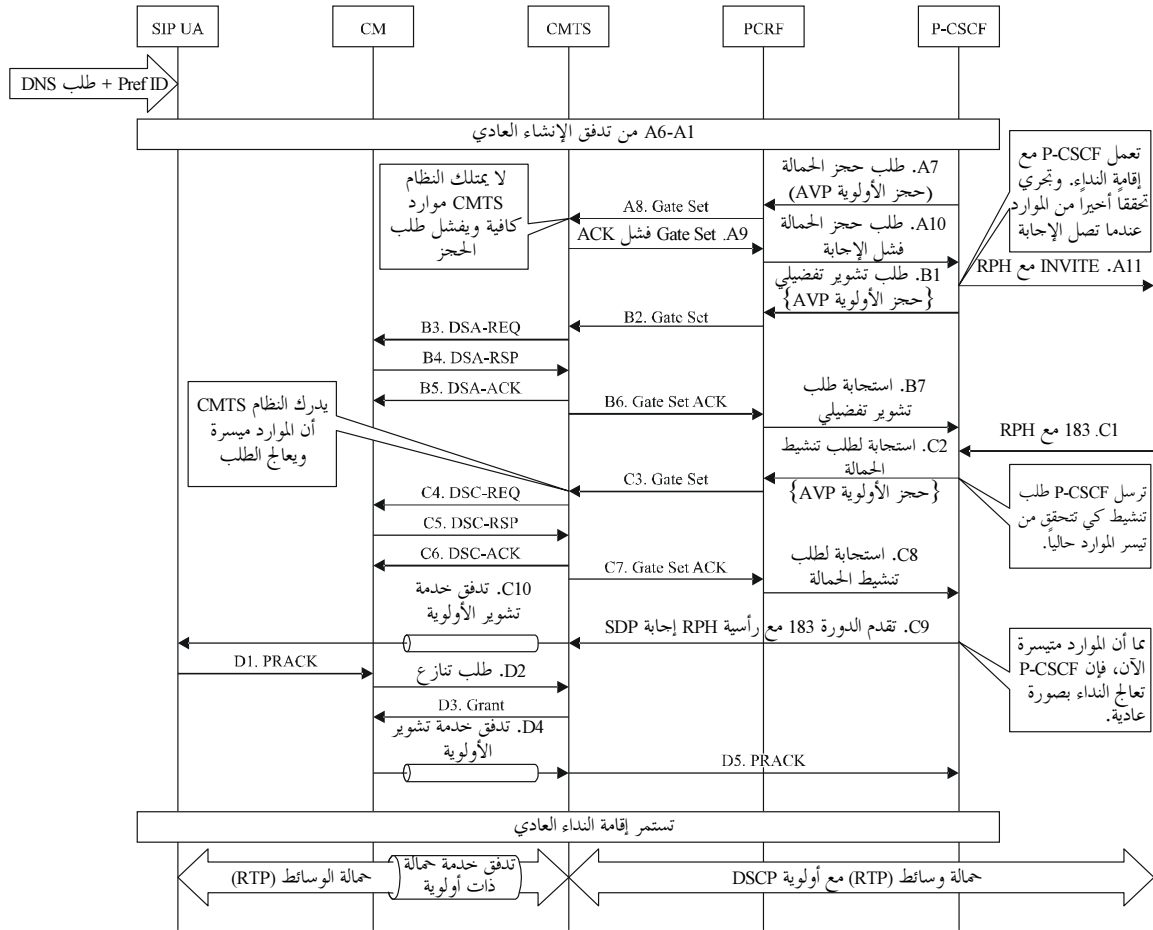 SIP UA
CM
CMTS
PCRF
P-CSCF
DNS طلب + Pref ID
A6-A1 من تدفق الإنشاء العادي
تعمل P-CSCF مع
إقامة النداء. وتجري
تحققاً أخيراً من الموارد
عندما تصل الإجابة
لا يمتلك النظام
CMTS موارد
كافية ويفشل طلب
الحجز
A7. طلب حجز الحمالة
(حجز الأولوية AVP)
A8. Gate Set
A9. Gate Set فشل ACK
A10. طلب حجز الحمالة
فشل الإجابة
A11. INVITE مع RPH
B1. طلب تشوير تفضيلي
{حجز الأولوية AVP}
B2. Gate Set
B3. DSA-REQ
B4. DSA-RSP
B5. DSA-ACK
B6. Gate Set ACK
B7. استجابة طلب
تشوير تفضيلي
يدرك النظام CMTS
أن الموارد ميسرة
ويعالج الطلب
C1. 183 مع RPH
C2. استجابة لطلب تنشيط
الحمالة
{حجز الأولوية AVP}
C3. Gate Set
ترسل P-CSCF طلب
تنشيط كي تتحقق من
تيسر الموارد حالياً.
C4. DSC-REQ
C5. DSC-RSP
C6. DSC-ACK
C7. Gate Set ACK
C8. استجابة لطلب
تنشيط الحمالة
C10. تدفق خدمة
تشوير الأولوية
C9. تقدم الدورة 183 مع رأسية RPH إجابة SDP
بما أن الموارد متيسرة
الآن، فإن P-CSCF
تعالج النداء بصورة
عادية.
D1. PRACK
D2. طلب تنازع
D3. Grant
D4. تدفق خدمة تشوير
الأولوية
D5. PRACK
تستمر إقامة النداء العادي
حمالة الوسائط (RTP)
تدفق خدمة حمالة
ذات أولوية
حمالة وسائط (RTP) مع أولوية DSCP